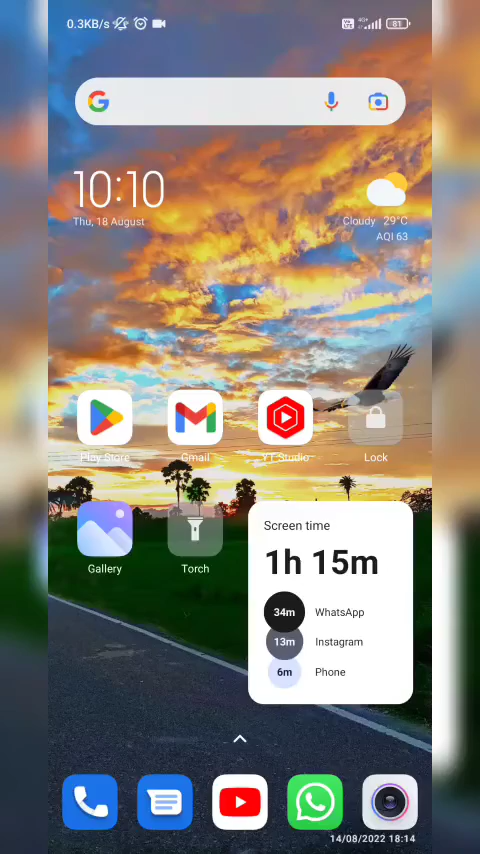 0.3KB/s
81
10:10
Thu, 18 August
Cloudy 29°C
AQI 63
Play Store
Gmail
YT Studio
Lock
Gallery
Torch
Screen time
1h 15m
34m WhatsApp
13m Instagram
6m Phone
14/08/2022 18:14